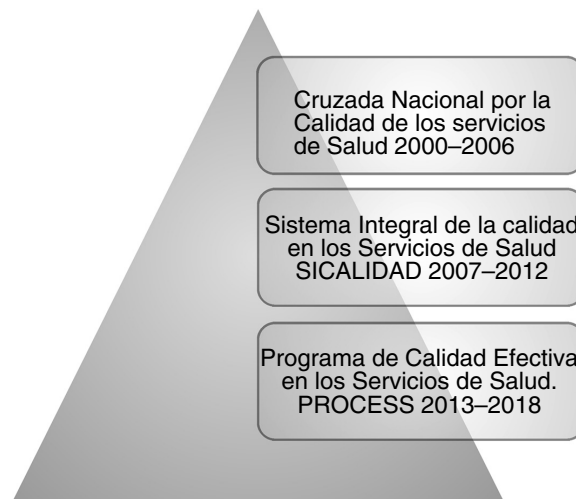 Cruzada Nacional por la
Calidad de los servicios
de Salud 2000–2006
Sistema Integral de la calidad
en los Servicios de Salud
SICALIDAD 2007–2012
Programa de Calidad Efectiva
en los Servicios de Salud.
PROCESS 2013–2018